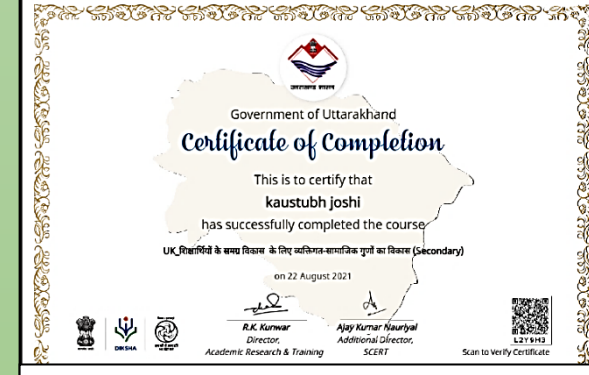 उत्तराखण्ड शासन
Government of Uttarakhand
Certificate of Completion
This is to certify that
kaustubh joshi
has successfully completed the course
UK_शिक्षार्थियों के समग्र विकास के लिए व्यक्तिगत-सामाजिक गुणों का विकास (Secondary)
on 22 August 2021
R.K. Kunwar
Director,
Academic Research & Training
Ajay Kumar Nauriyal
Additional Director,
SCERT
DIKSHA
L2Y9H3
Scan to Verify Certificate